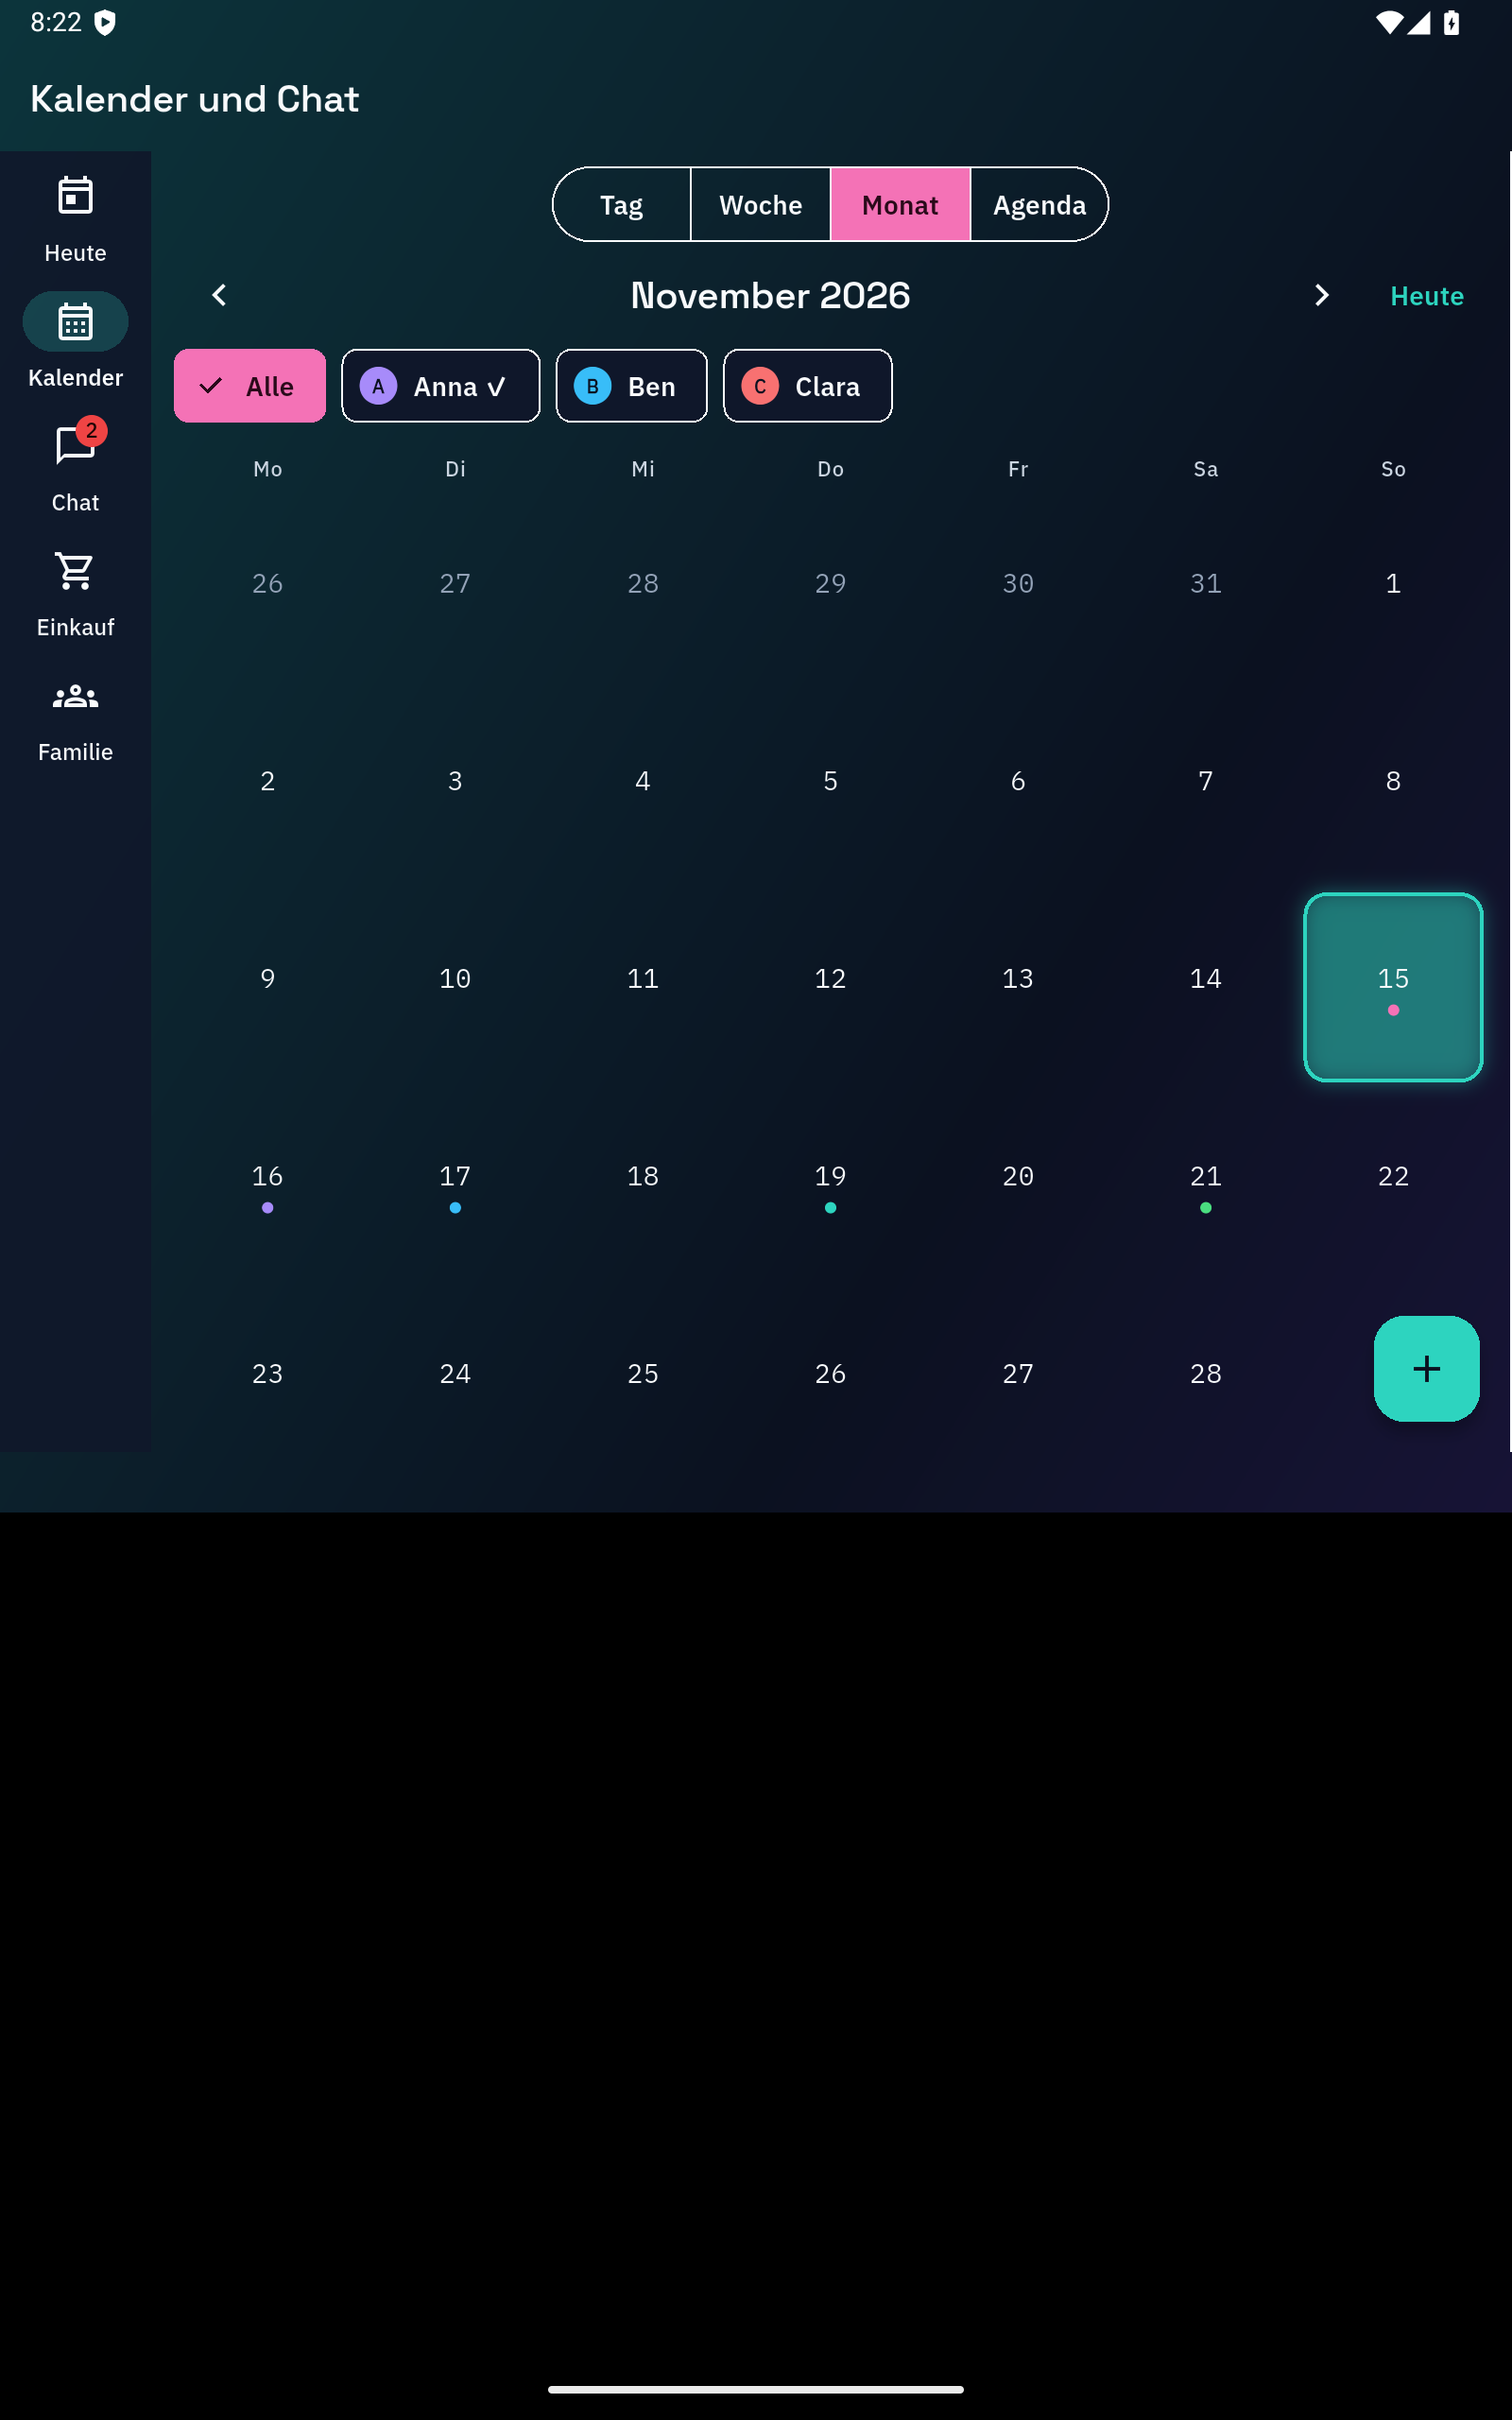 8:22
Kalender und Chat
Heute
Kalender
2
Chat
Einkauf
Familie
Tag Woche Monat Agenda
November 2026 Heute
Alle A Anna √ B Ben C Clara
Mo Di Mi Do Fr Sa So
26 27 28 29 30 31 1
2 3 4 5 6 7 8
9 10 11 12 13 14 15
16 17 18 19 20 21 22
23 24 25 26 27 28